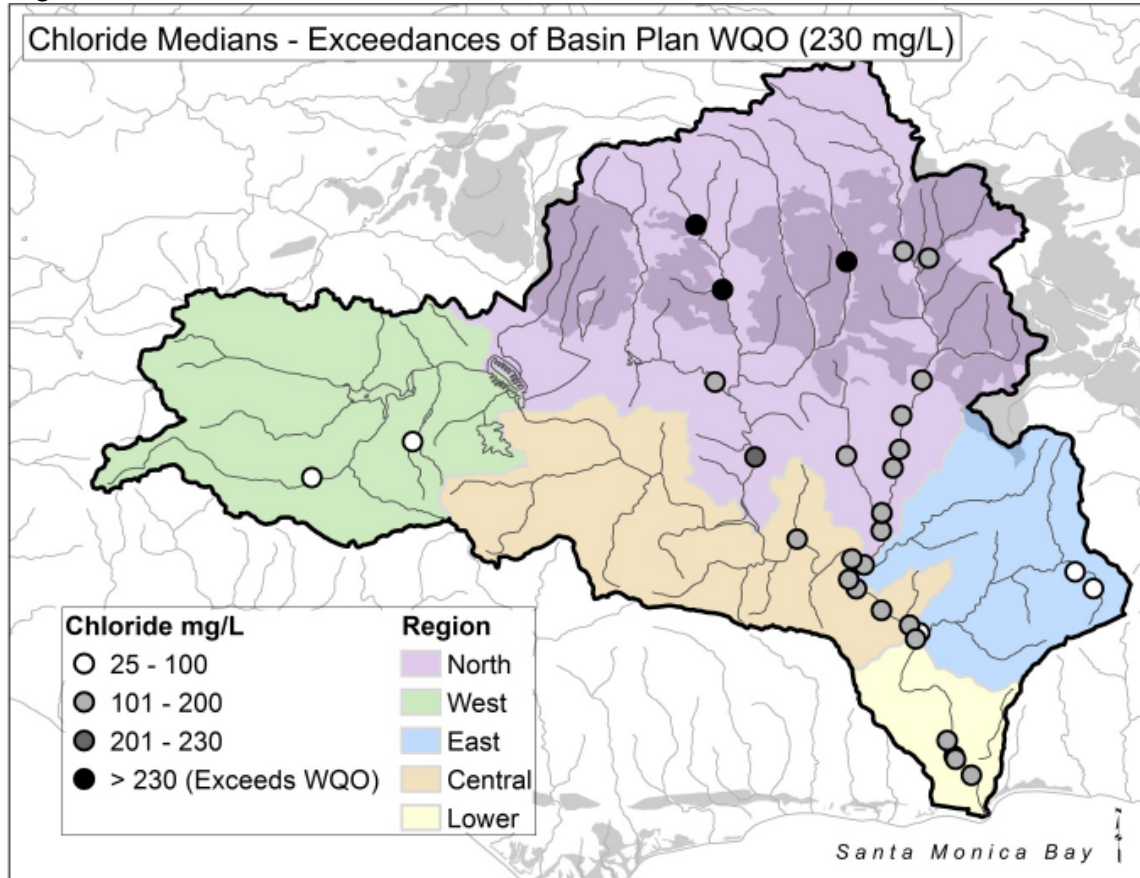 Chloride Medians - Exceedances of Basin Plan WQO (230 mg/L)
Chloride mg/L
25 - 100
101 - 200
201 - 230
> 230 (Exceeds WQO)
Region
North
West
East
Central
Lower
Santa Monica Bay